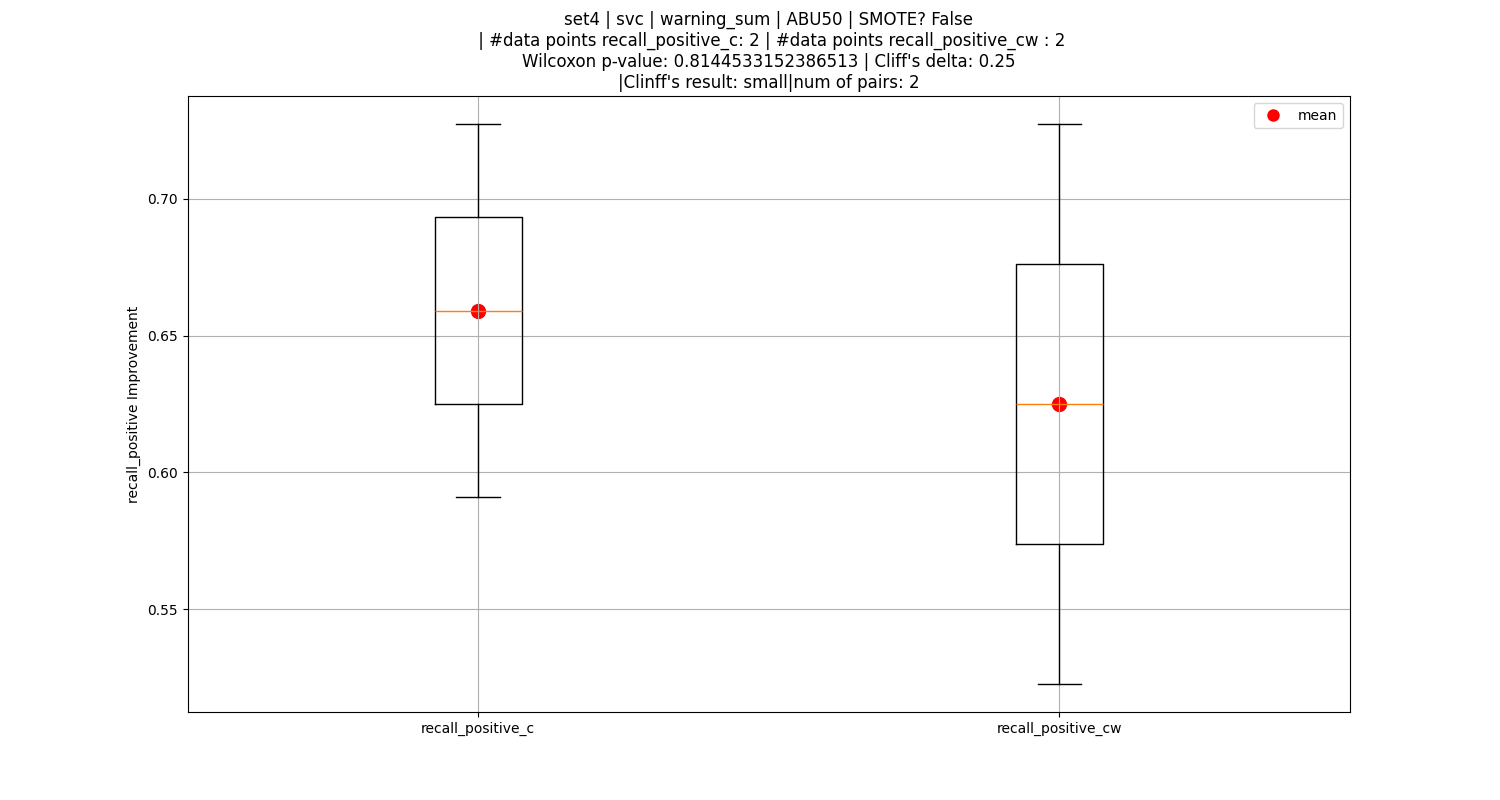 set4 | svc | warning_sum | ABU50 | SMOTE? False
| #data points recall_positive_c: 2 | #data points recall_positive_cw : 2
Wilcoxon p-value: 0.8144533152386513 | Cliff's delta: 0.25
|Clinff's result: small|num of pairs: 2
mean
recall_positive Improvement
0.70
0.65
0.60
0.55
recall_positive_c
recall_positive_cw